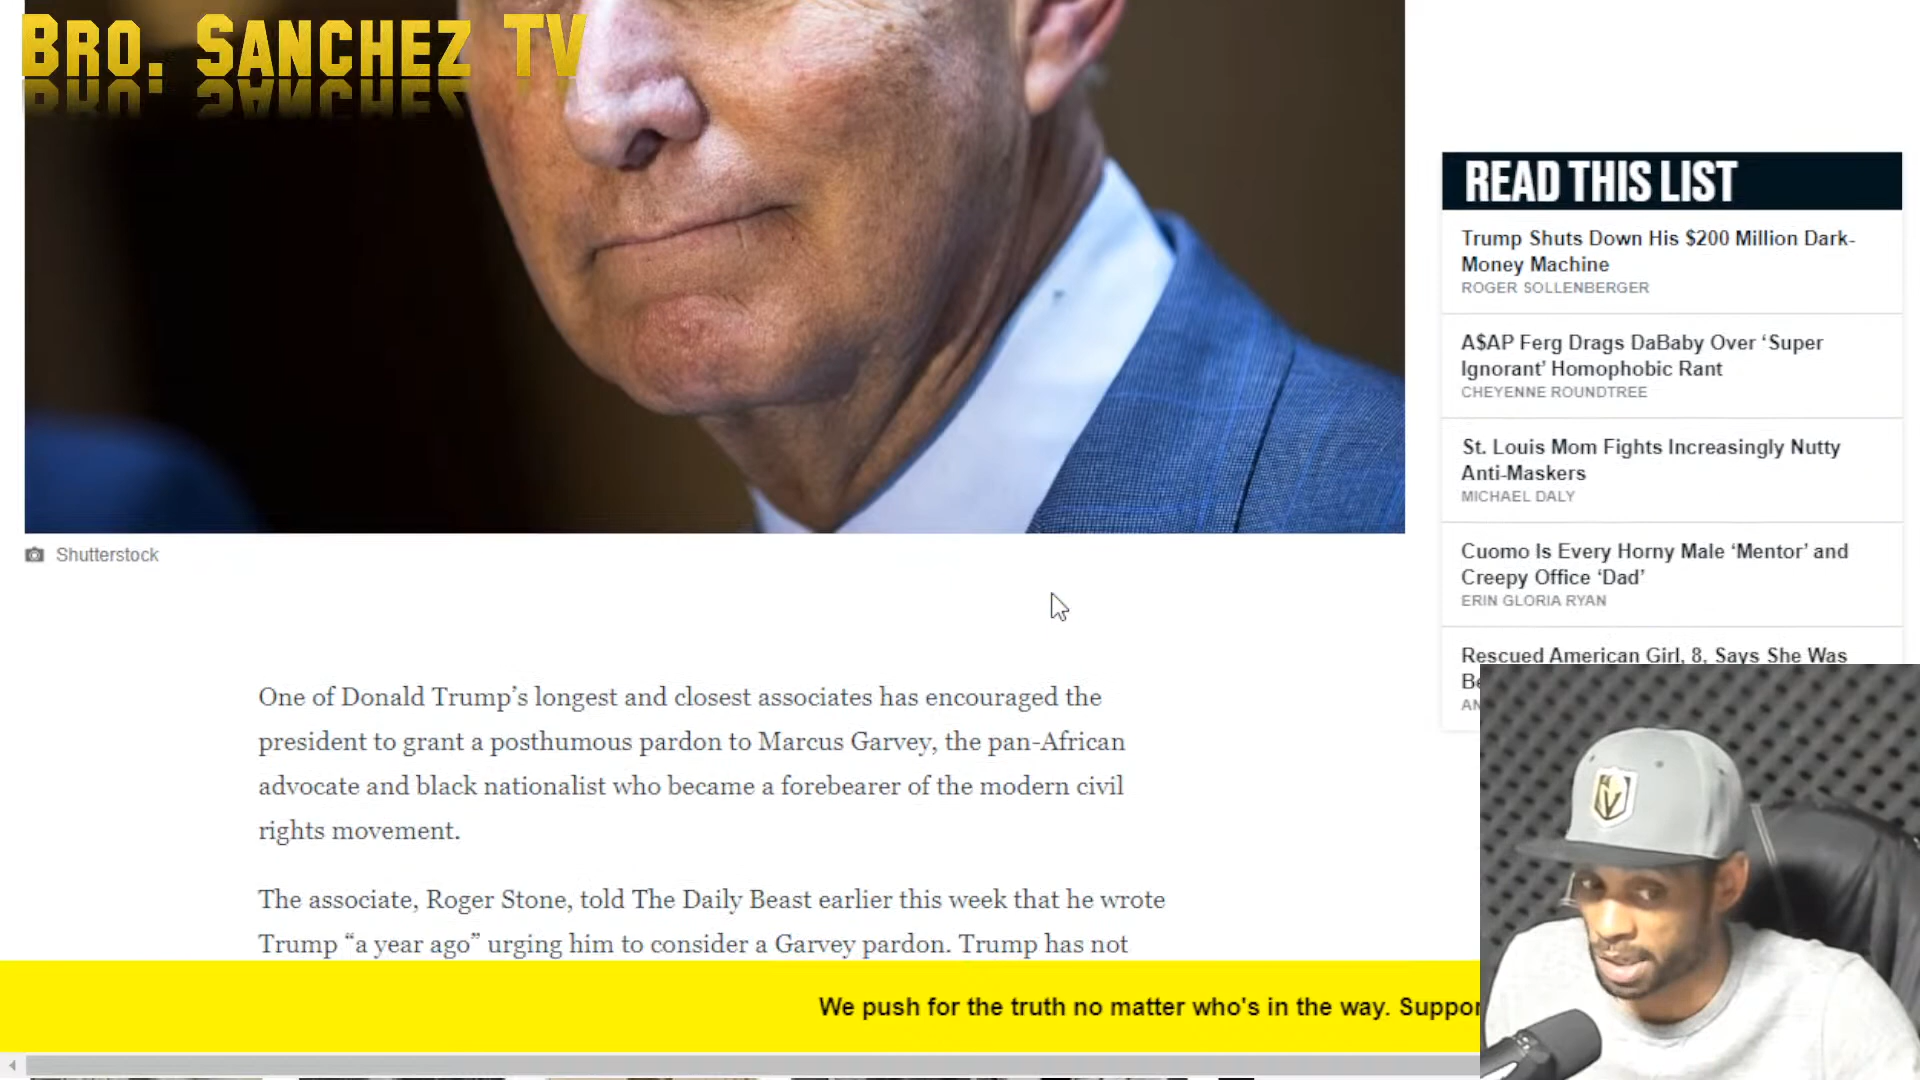 BRO. SANCHEZ TV
Shutterstock
One of Donald Trump’s longest and closest associates has encouraged the
president to grant a posthumous pardon to Marcus Garvey, the pan-African
advocate and black nationalist who became a forebearer of the modern civil
rights movement.
The associate, Roger Stone, told The Daily Beast earlier this week that he wrote
Trump “a year ago” urging him to consider a Garvey pardon. Trump has not
READ THIS LIST
Trump Shuts Down His $200 Million Dark-
Money Machine
ROGER SOLLENBERGER
A$AP Ferg Drags DaBaby Over ‘Super
Ignorant’ Homophobic Rant
CHEYENNE ROUNDTREE
St. Louis Mom Fights Increasingly Nutty
Anti-Maskers
MICHAEL DALY
Cuomo Is Every Horny Male ‘Mentor’ and
Creepy Office ‘Dad’
ERIN GLORIA RYAN
Rescued American Girl, 8, Says She Was
We push for the truth no matter who's in the way.